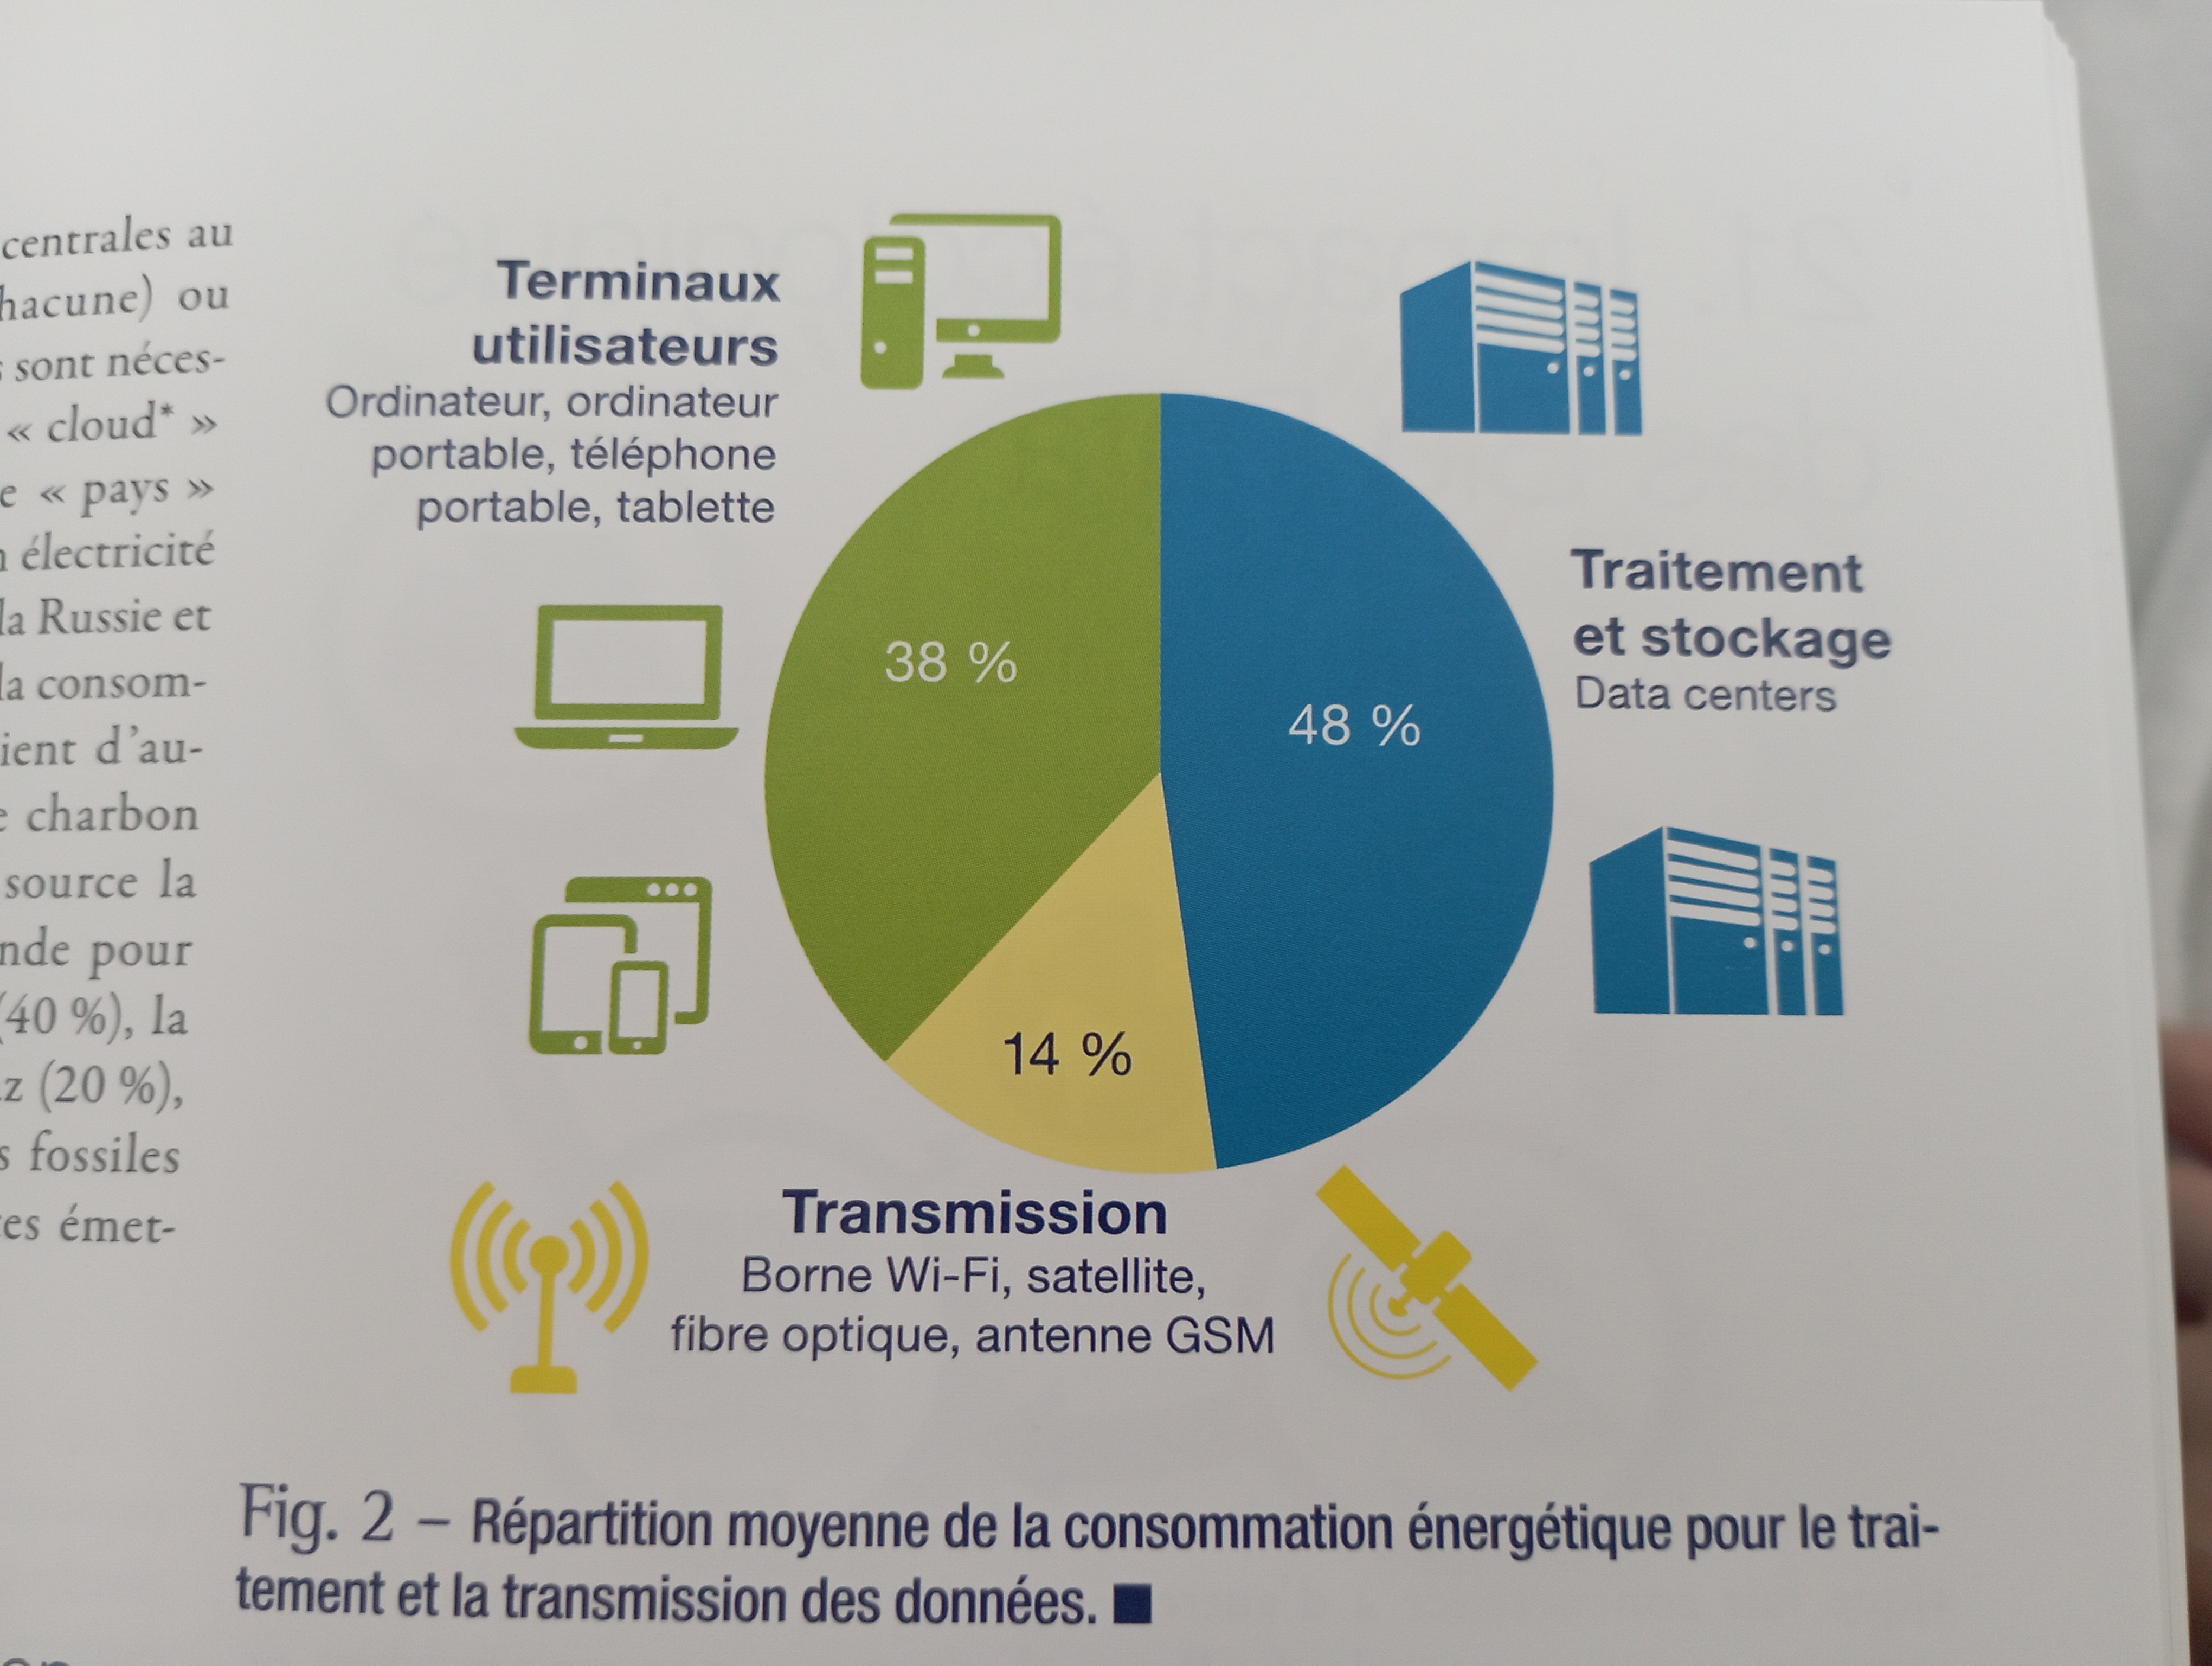 centrales au
hacune) ou
sont néces-
« cloud* »
e « pays »
électricité
la Russie et
la consom-
ient d'au-
e charbon
source la
nde pour
(40 %), la
z (20 %),
s fossiles
es émet-
Terminaux
utilisateurs
Ordinateur, ordinateur
portable, téléphone
portable, tablette
38 %
48 %
14 %
Traitement
et stockage
Data centers
Transmission
Borne Wi-Fi, satellite,
fibre optique, antenne GSM
Fig. 2 – Répartition moyenne de la consommation énergétique pour le trai-
tement et la transmission des données. ■